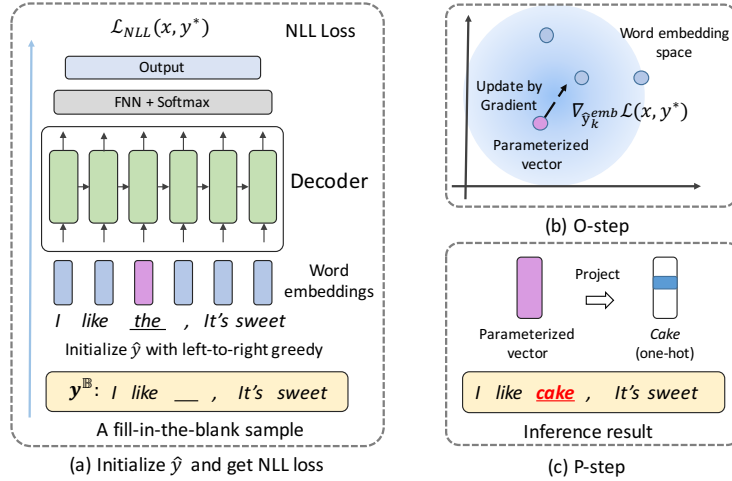 ℒ_NLL(x, y*) NLL Loss
Output
FNN + Softmax
Decoder
Word
embeddings
I like the , It's sweet
Initialize ŷ with left-to-right greedy
y^𝔹: I like __ , It's sweet
A fill-in-the-blank sample
(a) Initialize ŷ and get NLL loss
Word embedding
space
Update by
Gradient
∇_{ŷ_k^{emb}} ℒ(x, y*)
Parameterized
vector
(b) O-step
Project
Parameterized
vector
Cake
(one-hot)
I like cake , It's sweet
Inference result
(c) P-step